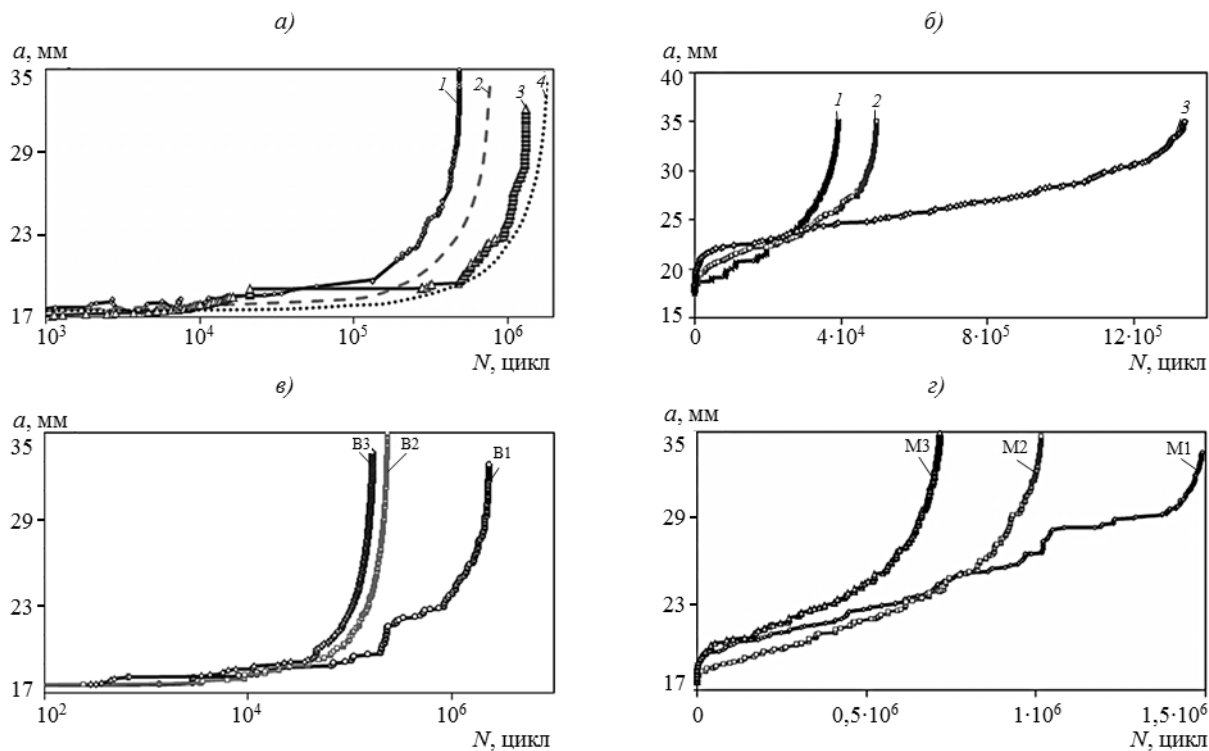 а)
a, мм
35
29
23
17
1
2
3
4
10³
10⁴
10⁵
10⁶
N, цикл
б)
a, мм
40
35
30
25
20
15
1
2
3
0
4·10⁴
8·10⁵
12·10⁵
N, цикл
в)
a, мм
35
29
23
17
В3
В2
В1
10²
10⁴
10⁶
N, цикл
г)
a, мм
35
29
23
17
М3
М2
М1
0
0,5·10⁶
1·10⁶
1,5·10⁶
N, цикл